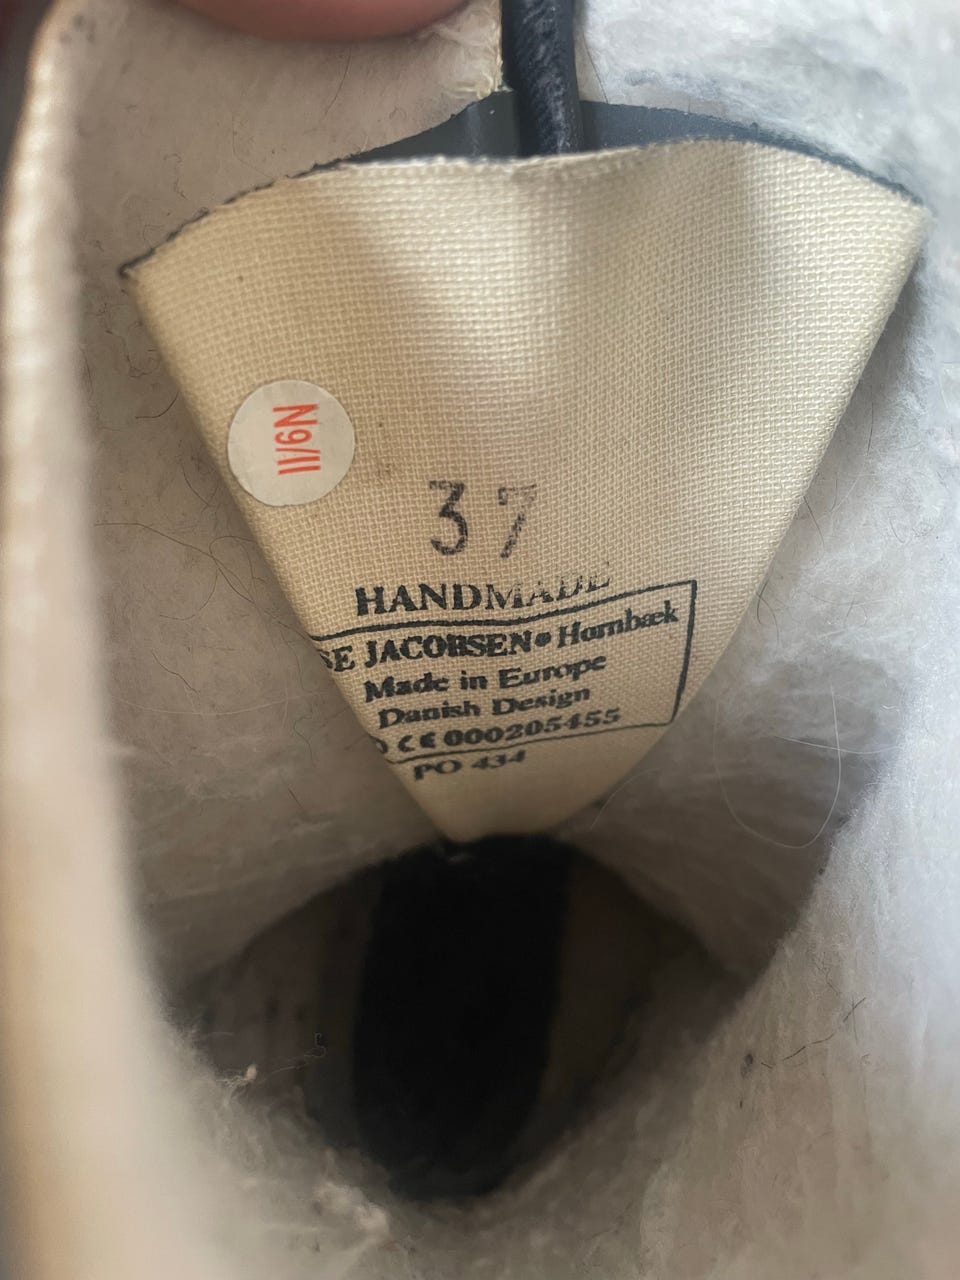 N9/11
37
HANDMADE
SE JACOBSEN® Hornbæk
Made in Europe
Danish Design
CE 000205455
PO 434